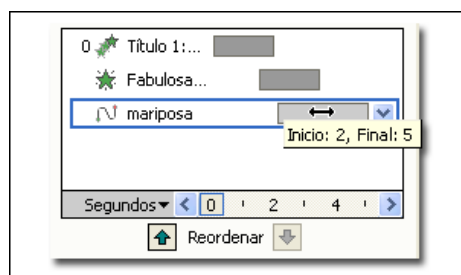 0 Título 1:...
Fabulosa...
mariposa
Inicio: 2, Final: 5
Segundos 0 2 4
Reordenar